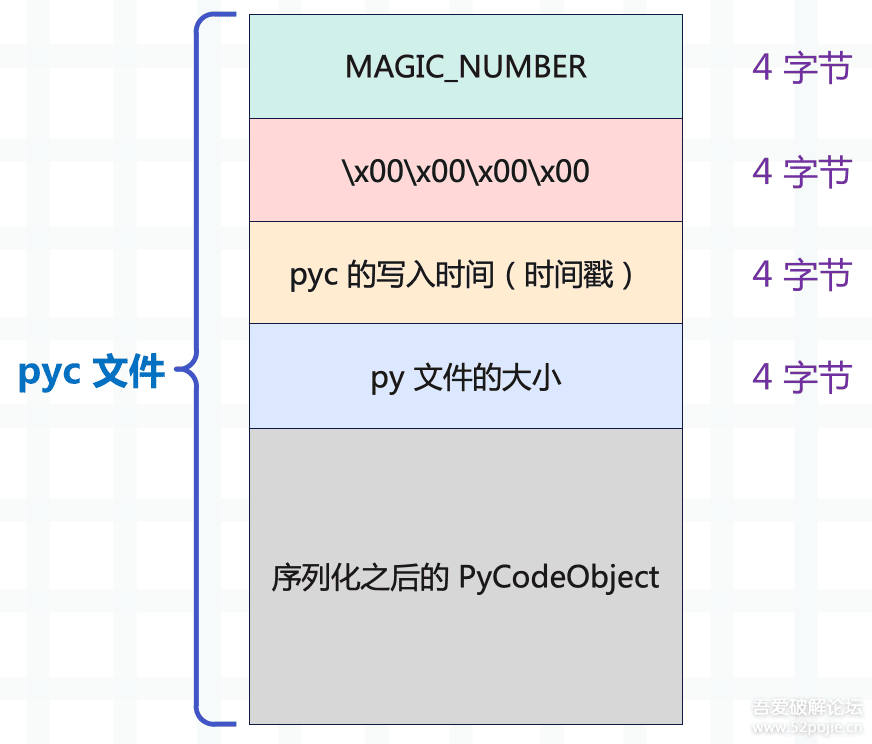 MAGIC_NUMBER
4 字节
\x00\x00\x00\x00
4 字节
pyc 的写入时间（时间戳）
4 字节
pyc 文件
py 文件的大小
4 字节
序列化之后的 PyCodeObject
吾爱破解论坛
www.52pojie.cn